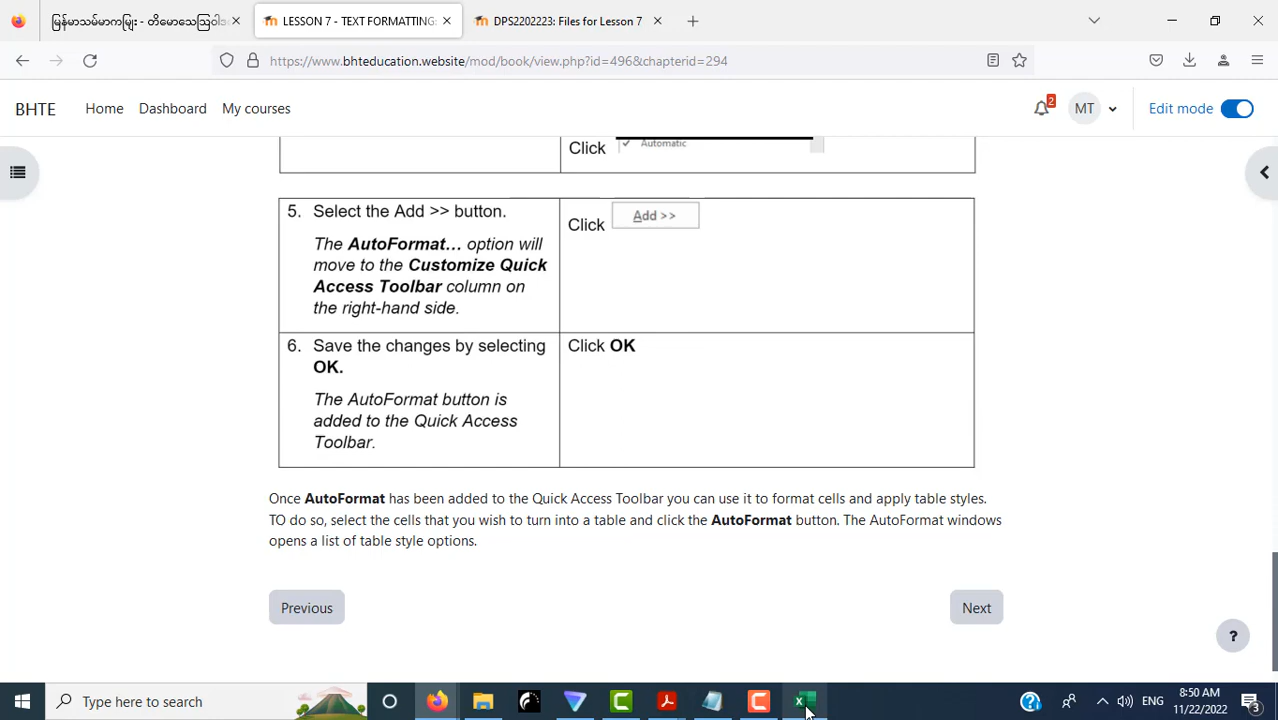 မြန်မာသမ်မာကမြျး - တိမောသေဩဝါဒ
LESSON 7 - TEXT FORMATTING:
DPS2202223: Files for Lesson 7
https://www.bhteducation.website/mod/book/view.php?id=496&chapterid=294
BHTE
Home
Dashboard
My courses
2
MT
Edit mode
Click
Automatic
5. Select the Add >> button.
Click
Add >>
The AutoFormat… option will
move to the Customize Quick
Access Toolbar column on
the right-hand side.
6. Save the changes by selecting
Click OK
OK.
The AutoFormat button is
added to the Quick Access
Toolbar.
Once AutoFormat has been added to the Quick Access Toolbar you can use it to format cells and apply table styles.
TO do so, select the cells that you wish to turn into a table and click the AutoFormat button. The AutoFormat windows
opens a list of table style options.
Previous
Next
?
Type here to search
ENG
8:50 AM
11/22/2022
3